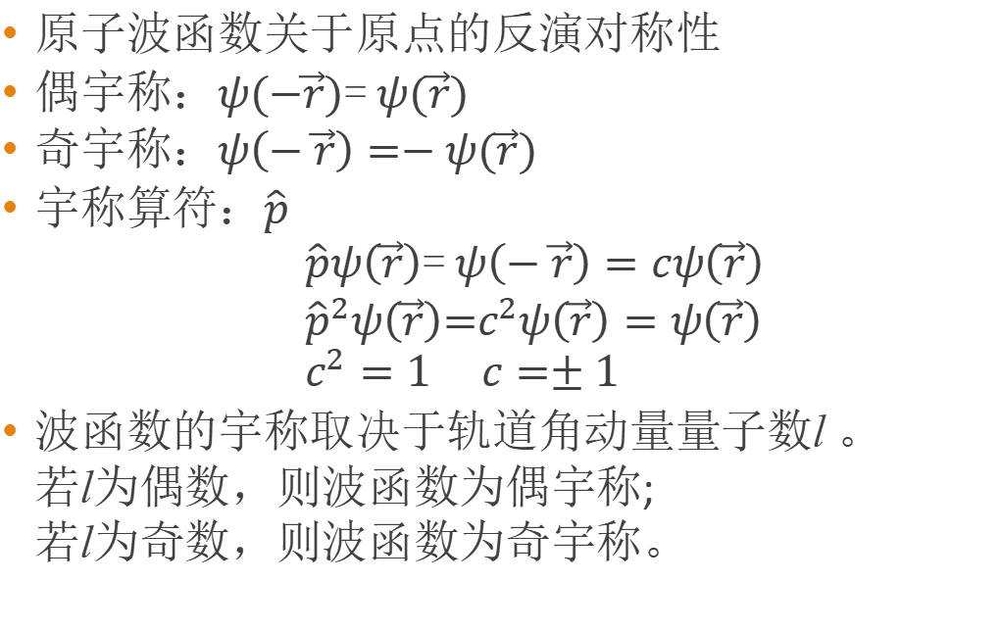 • 原子波函数关于原点的反演对称性
• 偶宇称：ψ(−r⃗)= ψ(r⃗)
• 奇宇称：ψ(− r⃗) =− ψ(r⃗)
• 宇称算符：p̂
p̂ψ(r⃗)= ψ(− r⃗) = cψ(r⃗)
p̂²ψ(r⃗)=c²ψ(r⃗) = ψ(r⃗)
c² = 1 c =± 1
• 波函数的宇称取决于轨道角动量量子数l 。
若l为偶数，则波函数为偶宇称;
若l为奇数，则波函数为奇宇称。